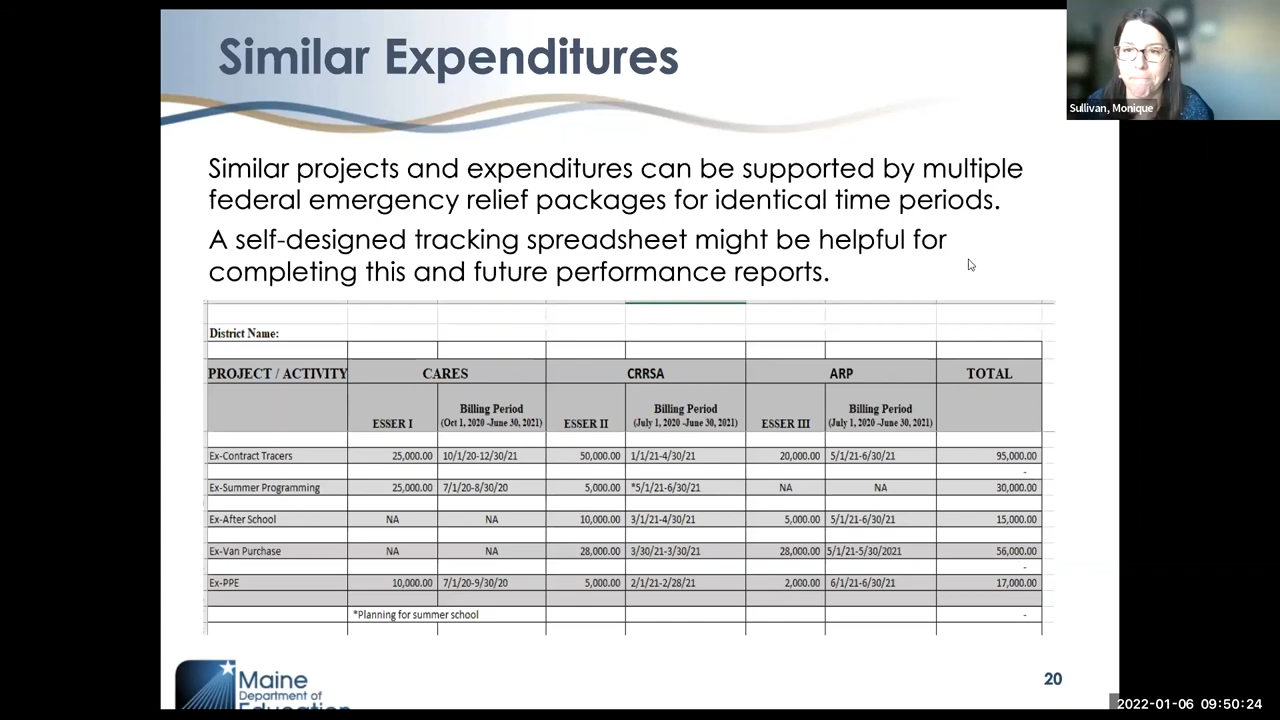 Similar Expenditures
Sullivan, Monique
Similar projects and expenditures can be supported by multiple
federal emergency relief packages for identical time periods.
A self-designed tracking spreadsheet might be helpful for
completing this and future performance reports.
District Name:
PROJECT / ACTIVITY CARES CRRSA ARP TOTAL
ESSER I Billing Period (Oct 1, 2020 -June 30, 2021) ESSER II Billing Period (July 1, 2020 -June 30, 2021) ESSER III Billing Period (July 1, 2020 -June 30, 2021)
Ex-Contract Tracers 25,000.00 10/1/20-12/30/21 50,000.00 1/1/21-4/30/21 20,000.00 5/1/21-6/30/21 95,000.00
-
Ex-Summer Programming 25,000.00 7/1/20-8/30/20 5,000.00 *5/1/21-6/30/21 NA NA 30,000.00
Ex-After School NA NA 10,000.00 3/1/21-4/30/21 5,000.00 5/1/21-6/30/21 15,000.00
Ex-Van Purchase NA NA 28,000.00 3/30/21-3/30/21 28,000.00 5/1/21-5/30/2021 56,000.00
-
Ex-PPE 10,000.00 7/1/20-9/30/20 5,000.00 2/1/21-2/28/21 2,000.00 6/1/21-6/30/21 17,000.00
*Planning for summer school -
Maine
Department of
Education
20
2022-01-06 09:50:24